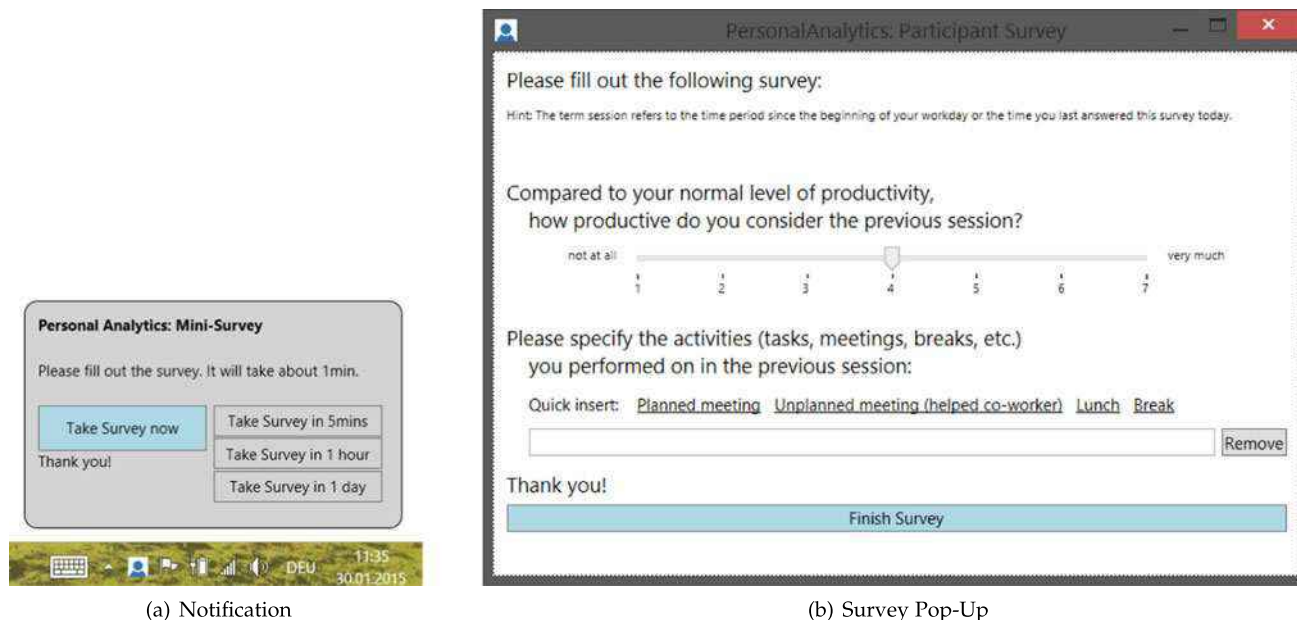 Personal Analytics: Mini-Survey
Please fill out the survey. It will take about 1min.
Take Survey now
Take Survey in 5mins
Take Survey in 1 hour
Take Survey in 1 day
Thank you!
DEU
11:35
30.01.2015
(a) Notification
PersonalAnalytics: Participant Survey
Please fill out the following survey:
Hint: The term session refers to the time period since the beginning of your workday or the time you last answered this survey today.
Compared to your normal level of productivity,
how productive do you consider the previous session?
not at all
very much
1 2 3 4 5 6 7
Please specify the activities (tasks, meetings, breaks, etc.)
you performed on in the previous session:
Quick insert: Planned meeting Unplanned meeting (helped co-worker) Lunch Break
Remove
Thank you!
Finish Survey
(b) Survey Pop-Up